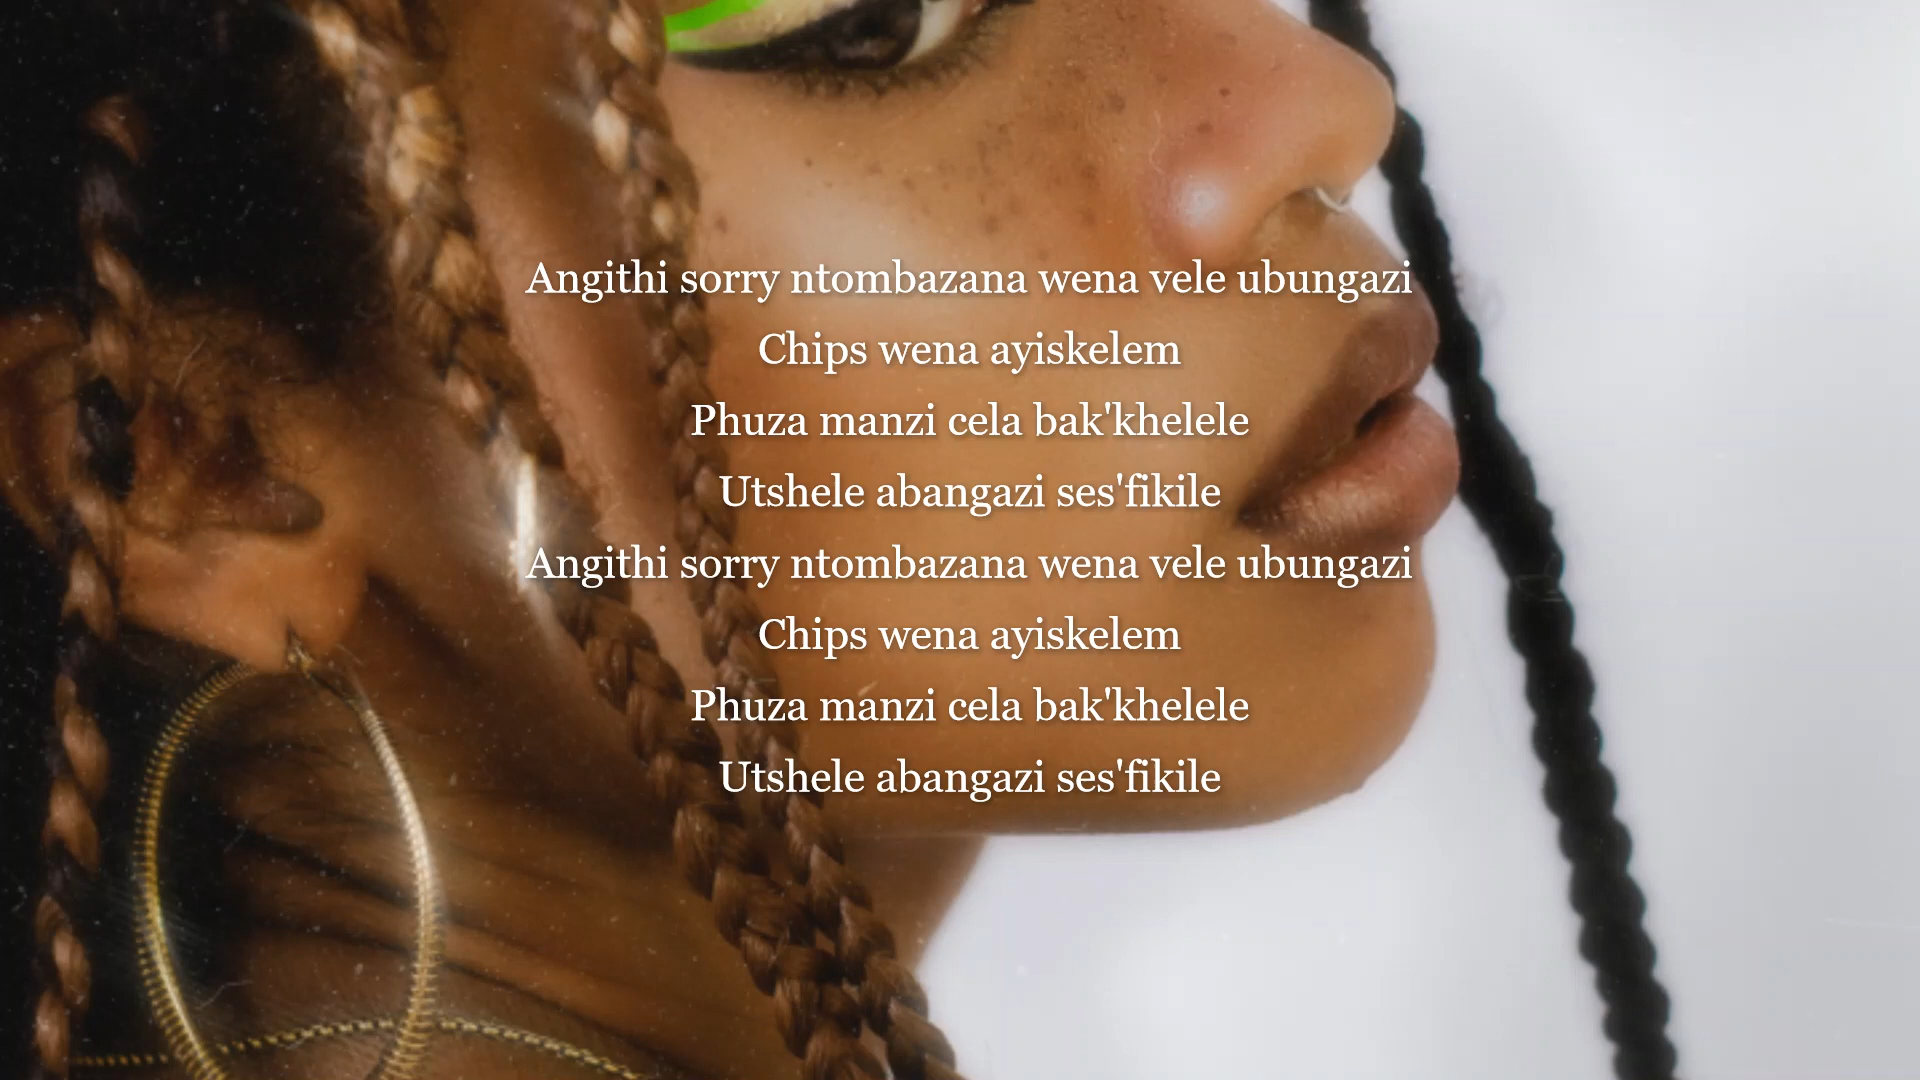 Angithi sorry ntombazana wena vele ubungazi
Chips wena ayiskelem
Phuza manzi cela bak'khelele
Utshele abangazi ses'fikile
Angithi sorry ntombazana wena vele ubungazi
Chips wena ayiskelem
Phuza manzi cela bak'khelele
Utshele abangazi ses'fikile